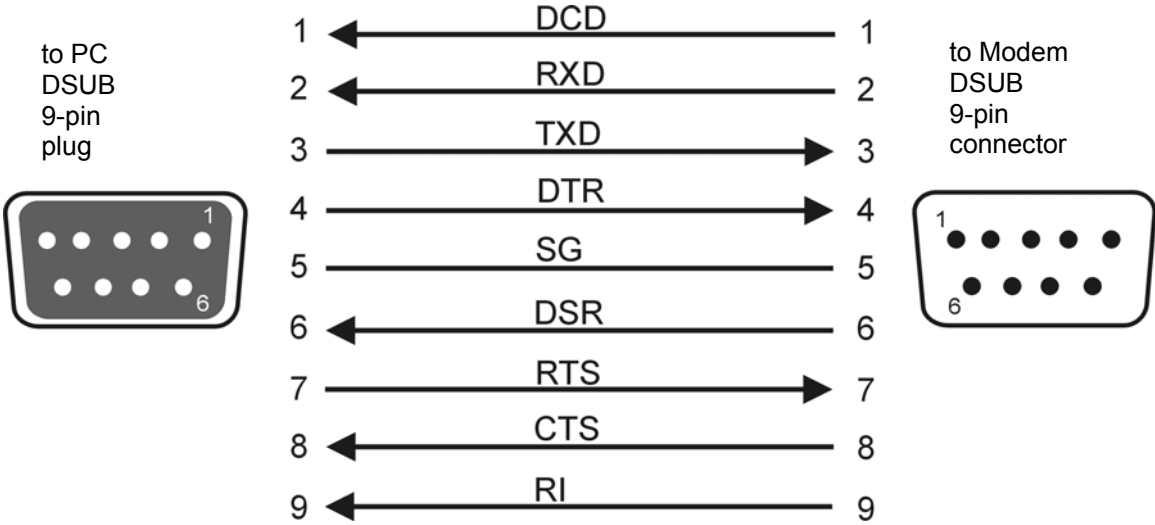 to PC
DSUB
9-pin
plug
1
6
1 DCD 1
2 RXD 2
3 TXD 3
4 DTR 4
5 SG 5
6 DSR 6
7 RTS 7
8 CTS 8
9 RI 9
to Modem
DSUB
9-pin
connector
1
6